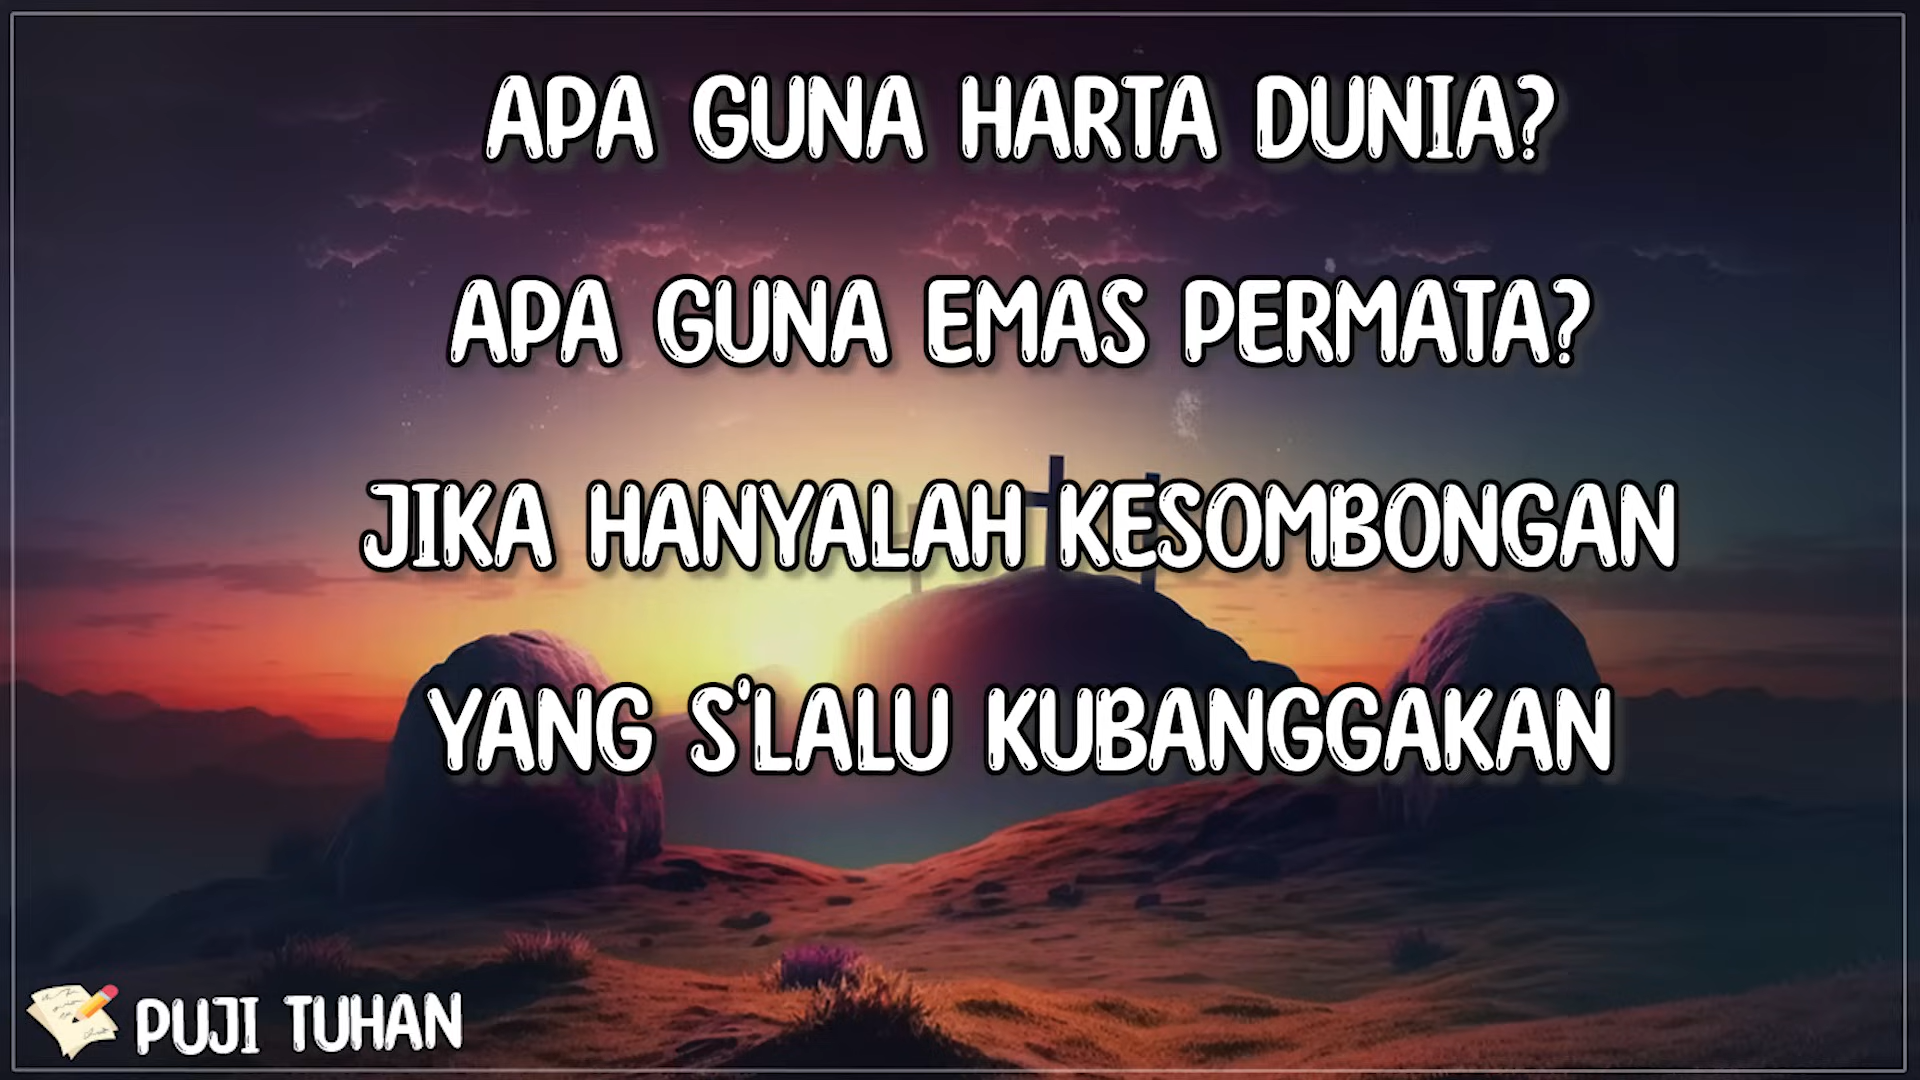 APA GUNA HARTA DUNIA?
APA GUNA EMAS PERMATA?
JIKA HANYALAH KESOMBONGAN
YANG S'LALU KUBANGGAKAN
PUJI TUHAN